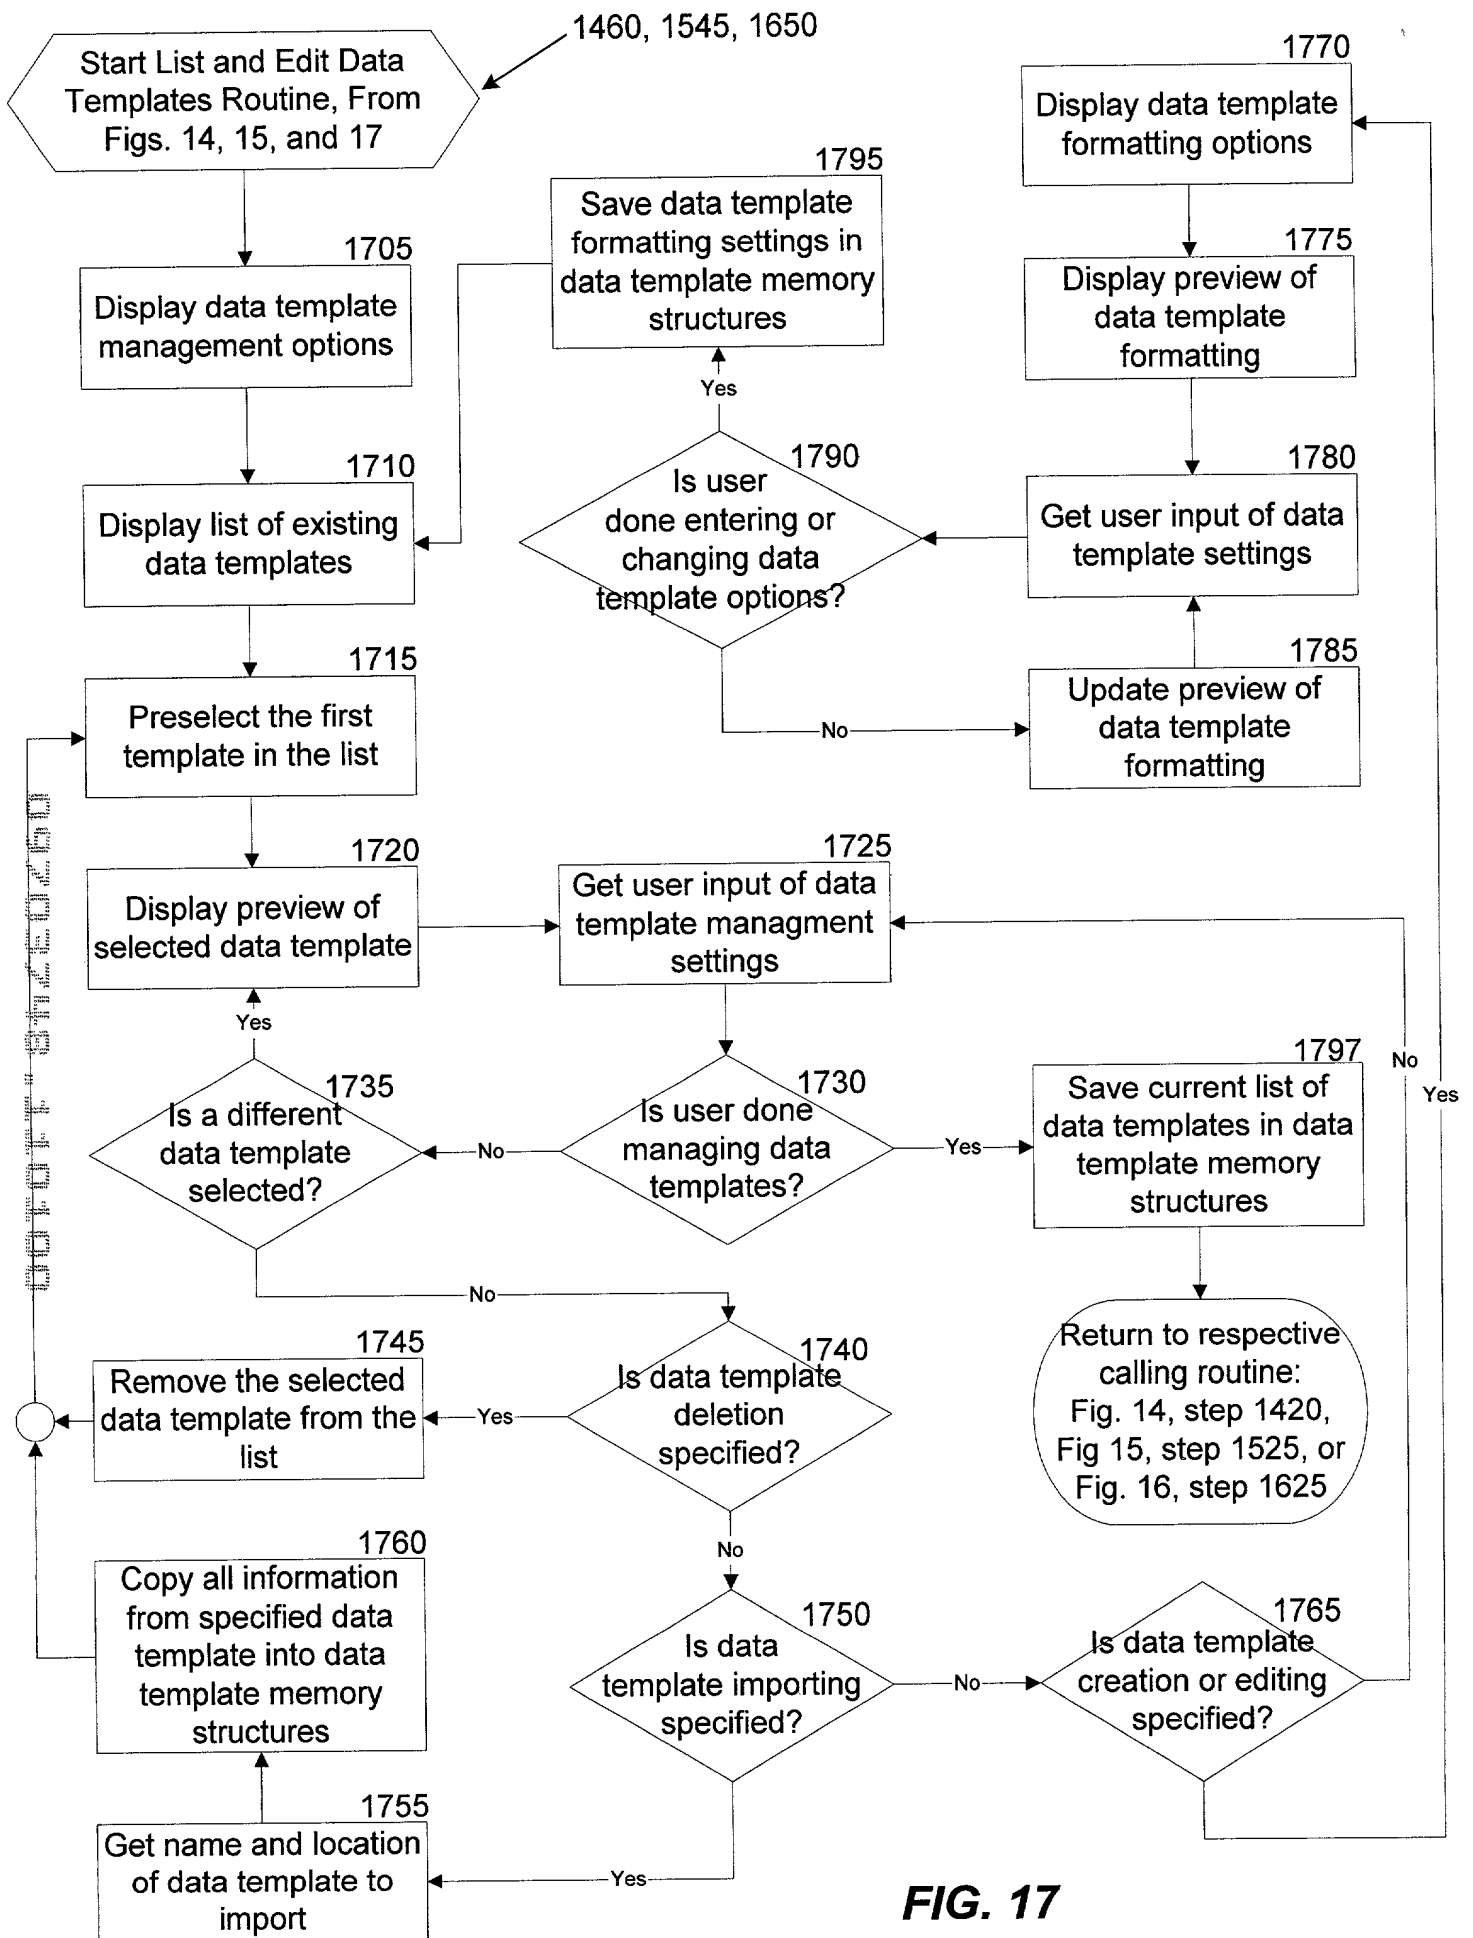 1460, 1545, 1650
Start List and Edit Data
Templates Routine, From
Figs. 14, 15, and 17
1705
Display data template
management options
1710
Display list of existing
data templates
1715
Preselect the first
template in the list
1720
Display preview of
selected data template
1725
Get user input of data
template managment
settings
1730
Is user done
managing data
templates?
No
Yes
1735
Is a different
data template
selected?
Yes
No
1740
Is data template
deletion
specified?
Yes
No
1745
Remove the selected
data template from the
list
1750
Is data
template importing
specified?
No
Yes
1755
Get name and location
of data template to
import
1760
Copy all information
from specified data
template into data
template memory
structures
1765
Is data template
creation or editing
specified?
No
Yes
1770
Display data template
formatting options
1775
Display preview of
data template
formatting
1780
Get user input of data
template settings
1785
Update preview of
data template
formatting
1790
Is user
done entering or
changing data
template options?
Yes
No
1795
Save data template
formatting settings in
data template memory
structures
1797
Save current list of
data templates in data
template memory
structures
Return to respective
calling routine:
Fig. 14, step 1420,
Fig 15, step 1525, or
Fig. 16, step 1625
FIG. 17